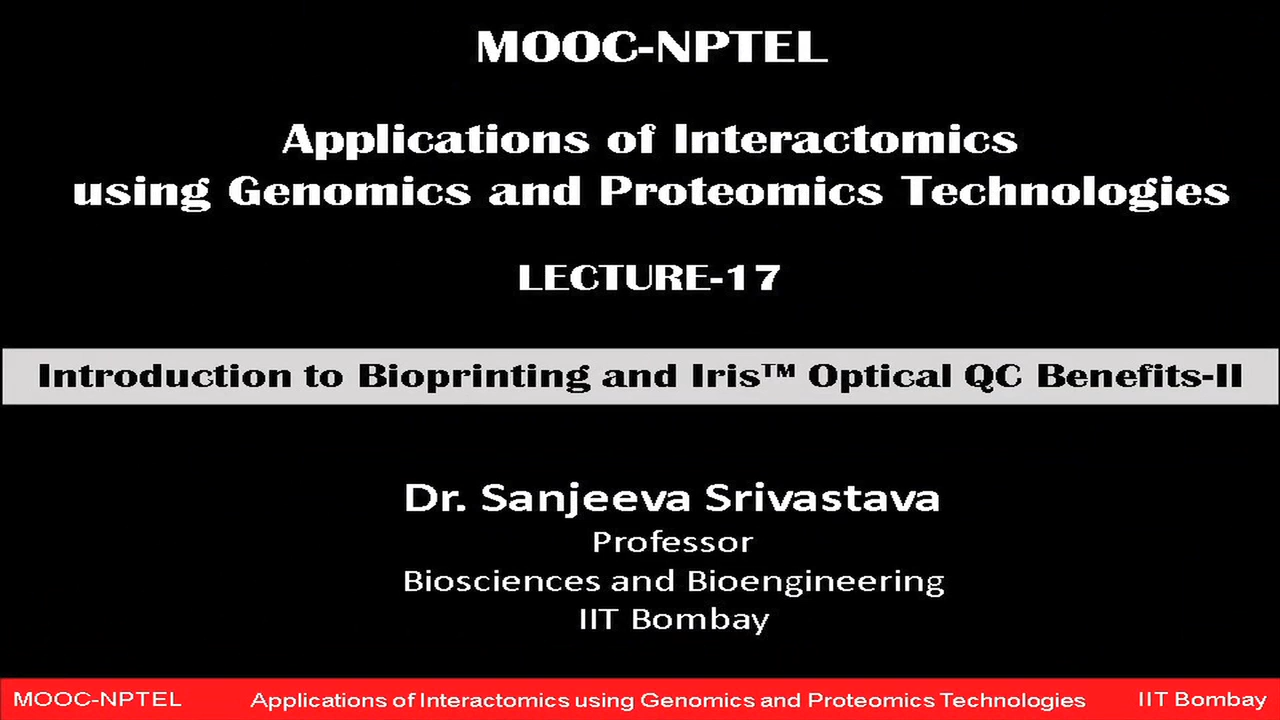 MOOC-NPTEL
Applications of Interactomics
using Genomics and Proteomics Technologies
LECTURE-17
Introduction to Bioprinting and Iris™ Optical QC Benefits-II
Dr. Sanjeeva Srivastava
Professor
Biosciences and Bioengineering
IIT Bombay
MOOC-NPTEL Applications of Interactomics using Genomics and Proteomics Technologies IIT Bombay